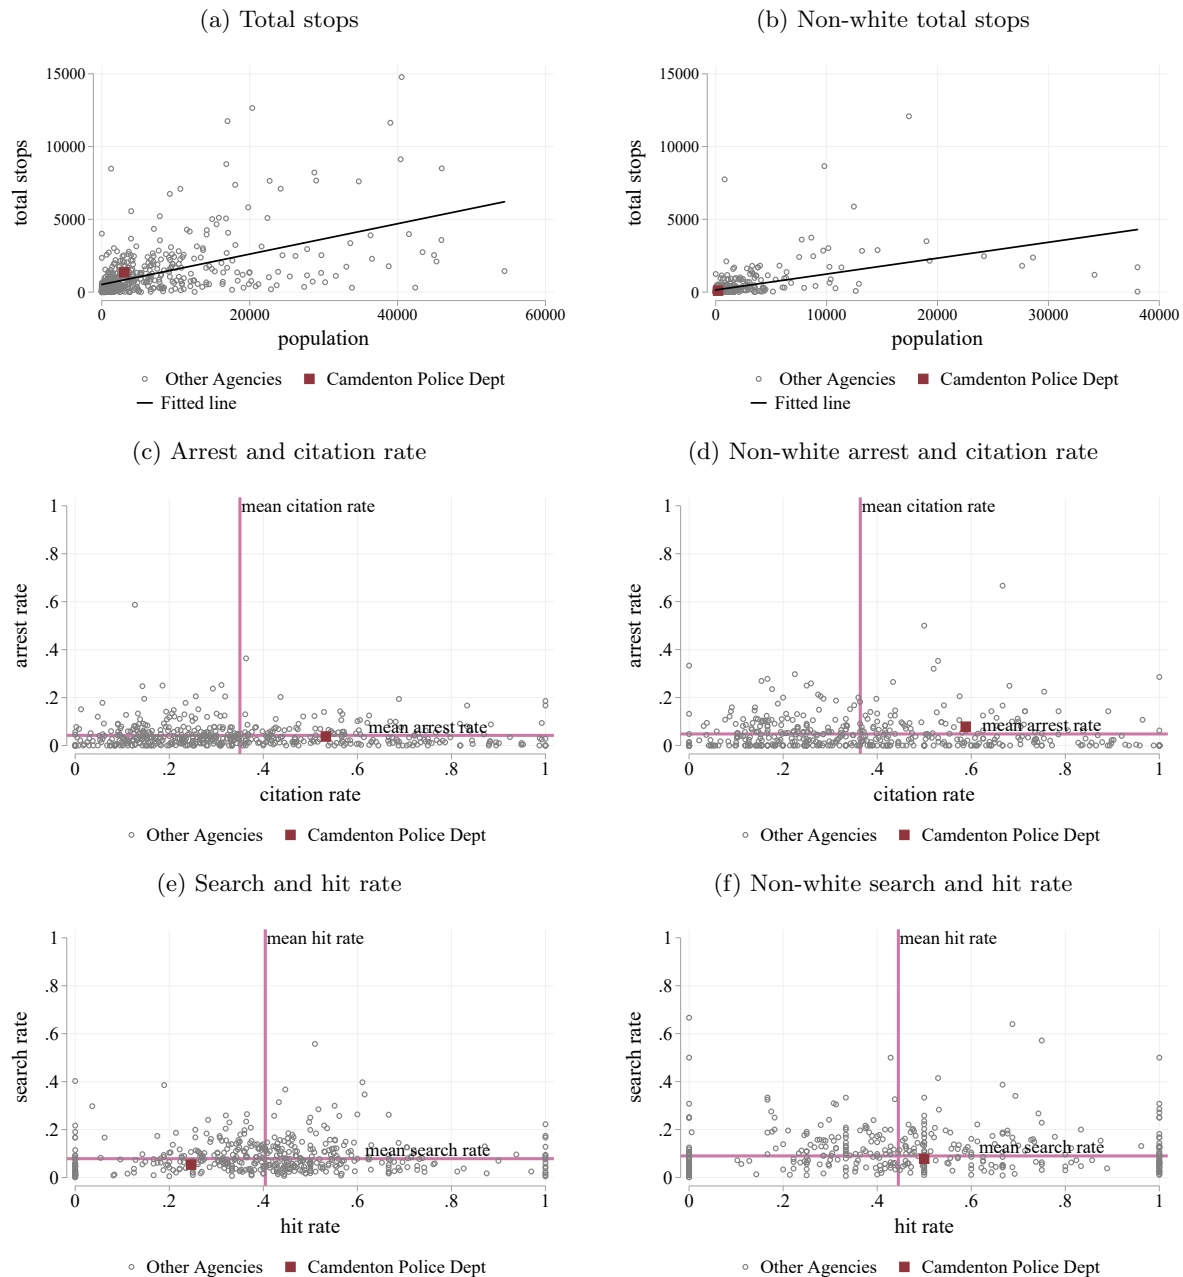 (a) Total stops
(b) Non-white total stops
15000
10000
5000
0
total stops
0 20000 40000 60000
population
Other Agencies Camdenton Police Dept
Fitted line
15000
10000
5000
0
total stops
0 10000 20000 30000 40000
population
Other Agencies Camdenton Police Dept
Fitted line
(c) Arrest and citation rate
(d) Non-white arrest and citation rate
1
.8
.6
.4
.2
0
arrest rate
mean citation rate
mean arrest rate
0 .2 .4 .6 .8 1
citation rate
Other Agencies Camdenton Police Dept
1
.8
.6
.4
.2
0
arrest rate
mean citation rate
mean arrest rate
0 .2 .4 .6 .8 1
citation rate
Other Agencies Camdenton Police Dept
(e) Search and hit rate
(f) Non-white search and hit rate
1
.8
.6
.4
.2
0
search rate
mean hit rate
mean search rate
0 .2 .4 .6 .8 1
hit rate
Other Agencies Camdenton Police Dept
1
.8
.6
.4
.2
0
search rate
mean hit rate
mean search rate
0 .2 .4 .6 .8 1
hit rate
Other Agencies Camdenton Police Dept